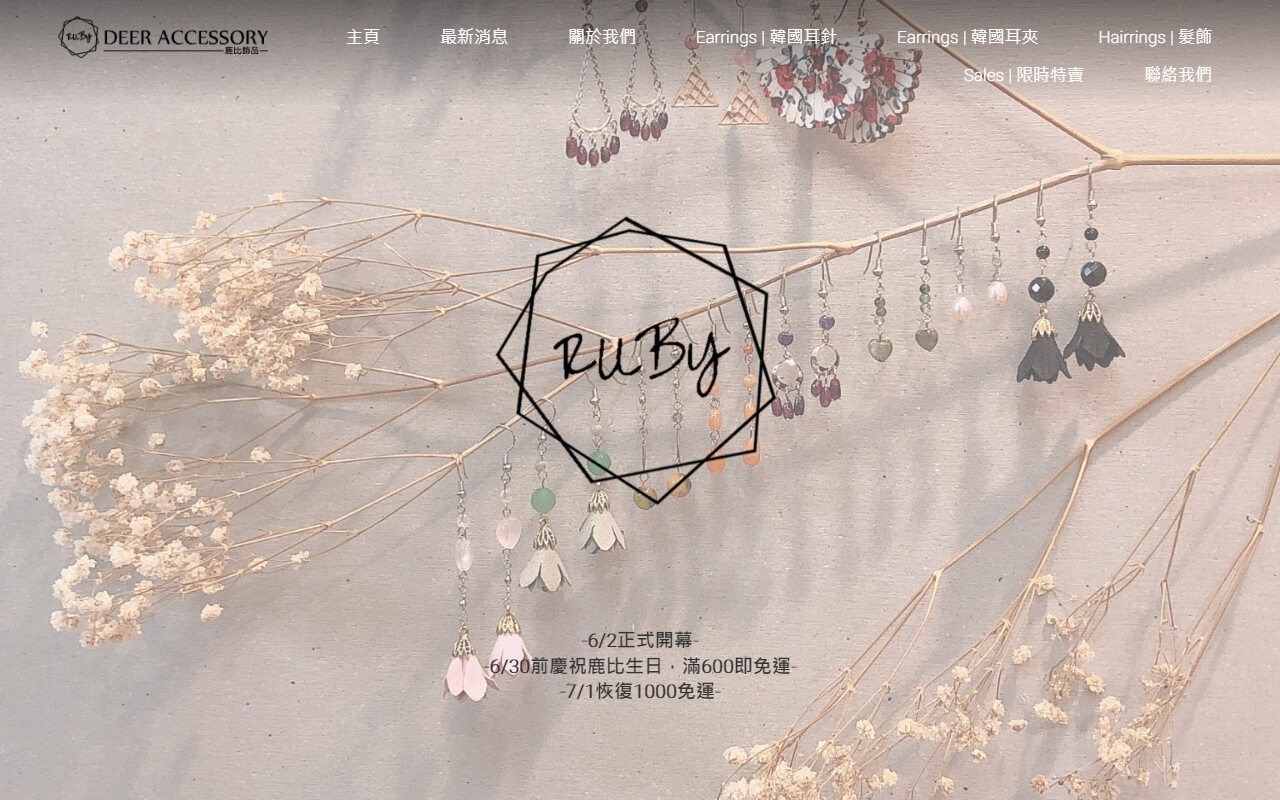 RUBY DEER ACCESSORY
鹿比飾品
主頁 最新消息 關於我們 Earrings | 韓國耳針 Earrings | 韓國耳夾 Hairrings | 髮飾
Sales | 限時特賣 聯絡我們
RUBY
-6/2正式開幕-
-6/30前慶祝鹿比生日，滿600即免運-
-7/1恢復1000免運-